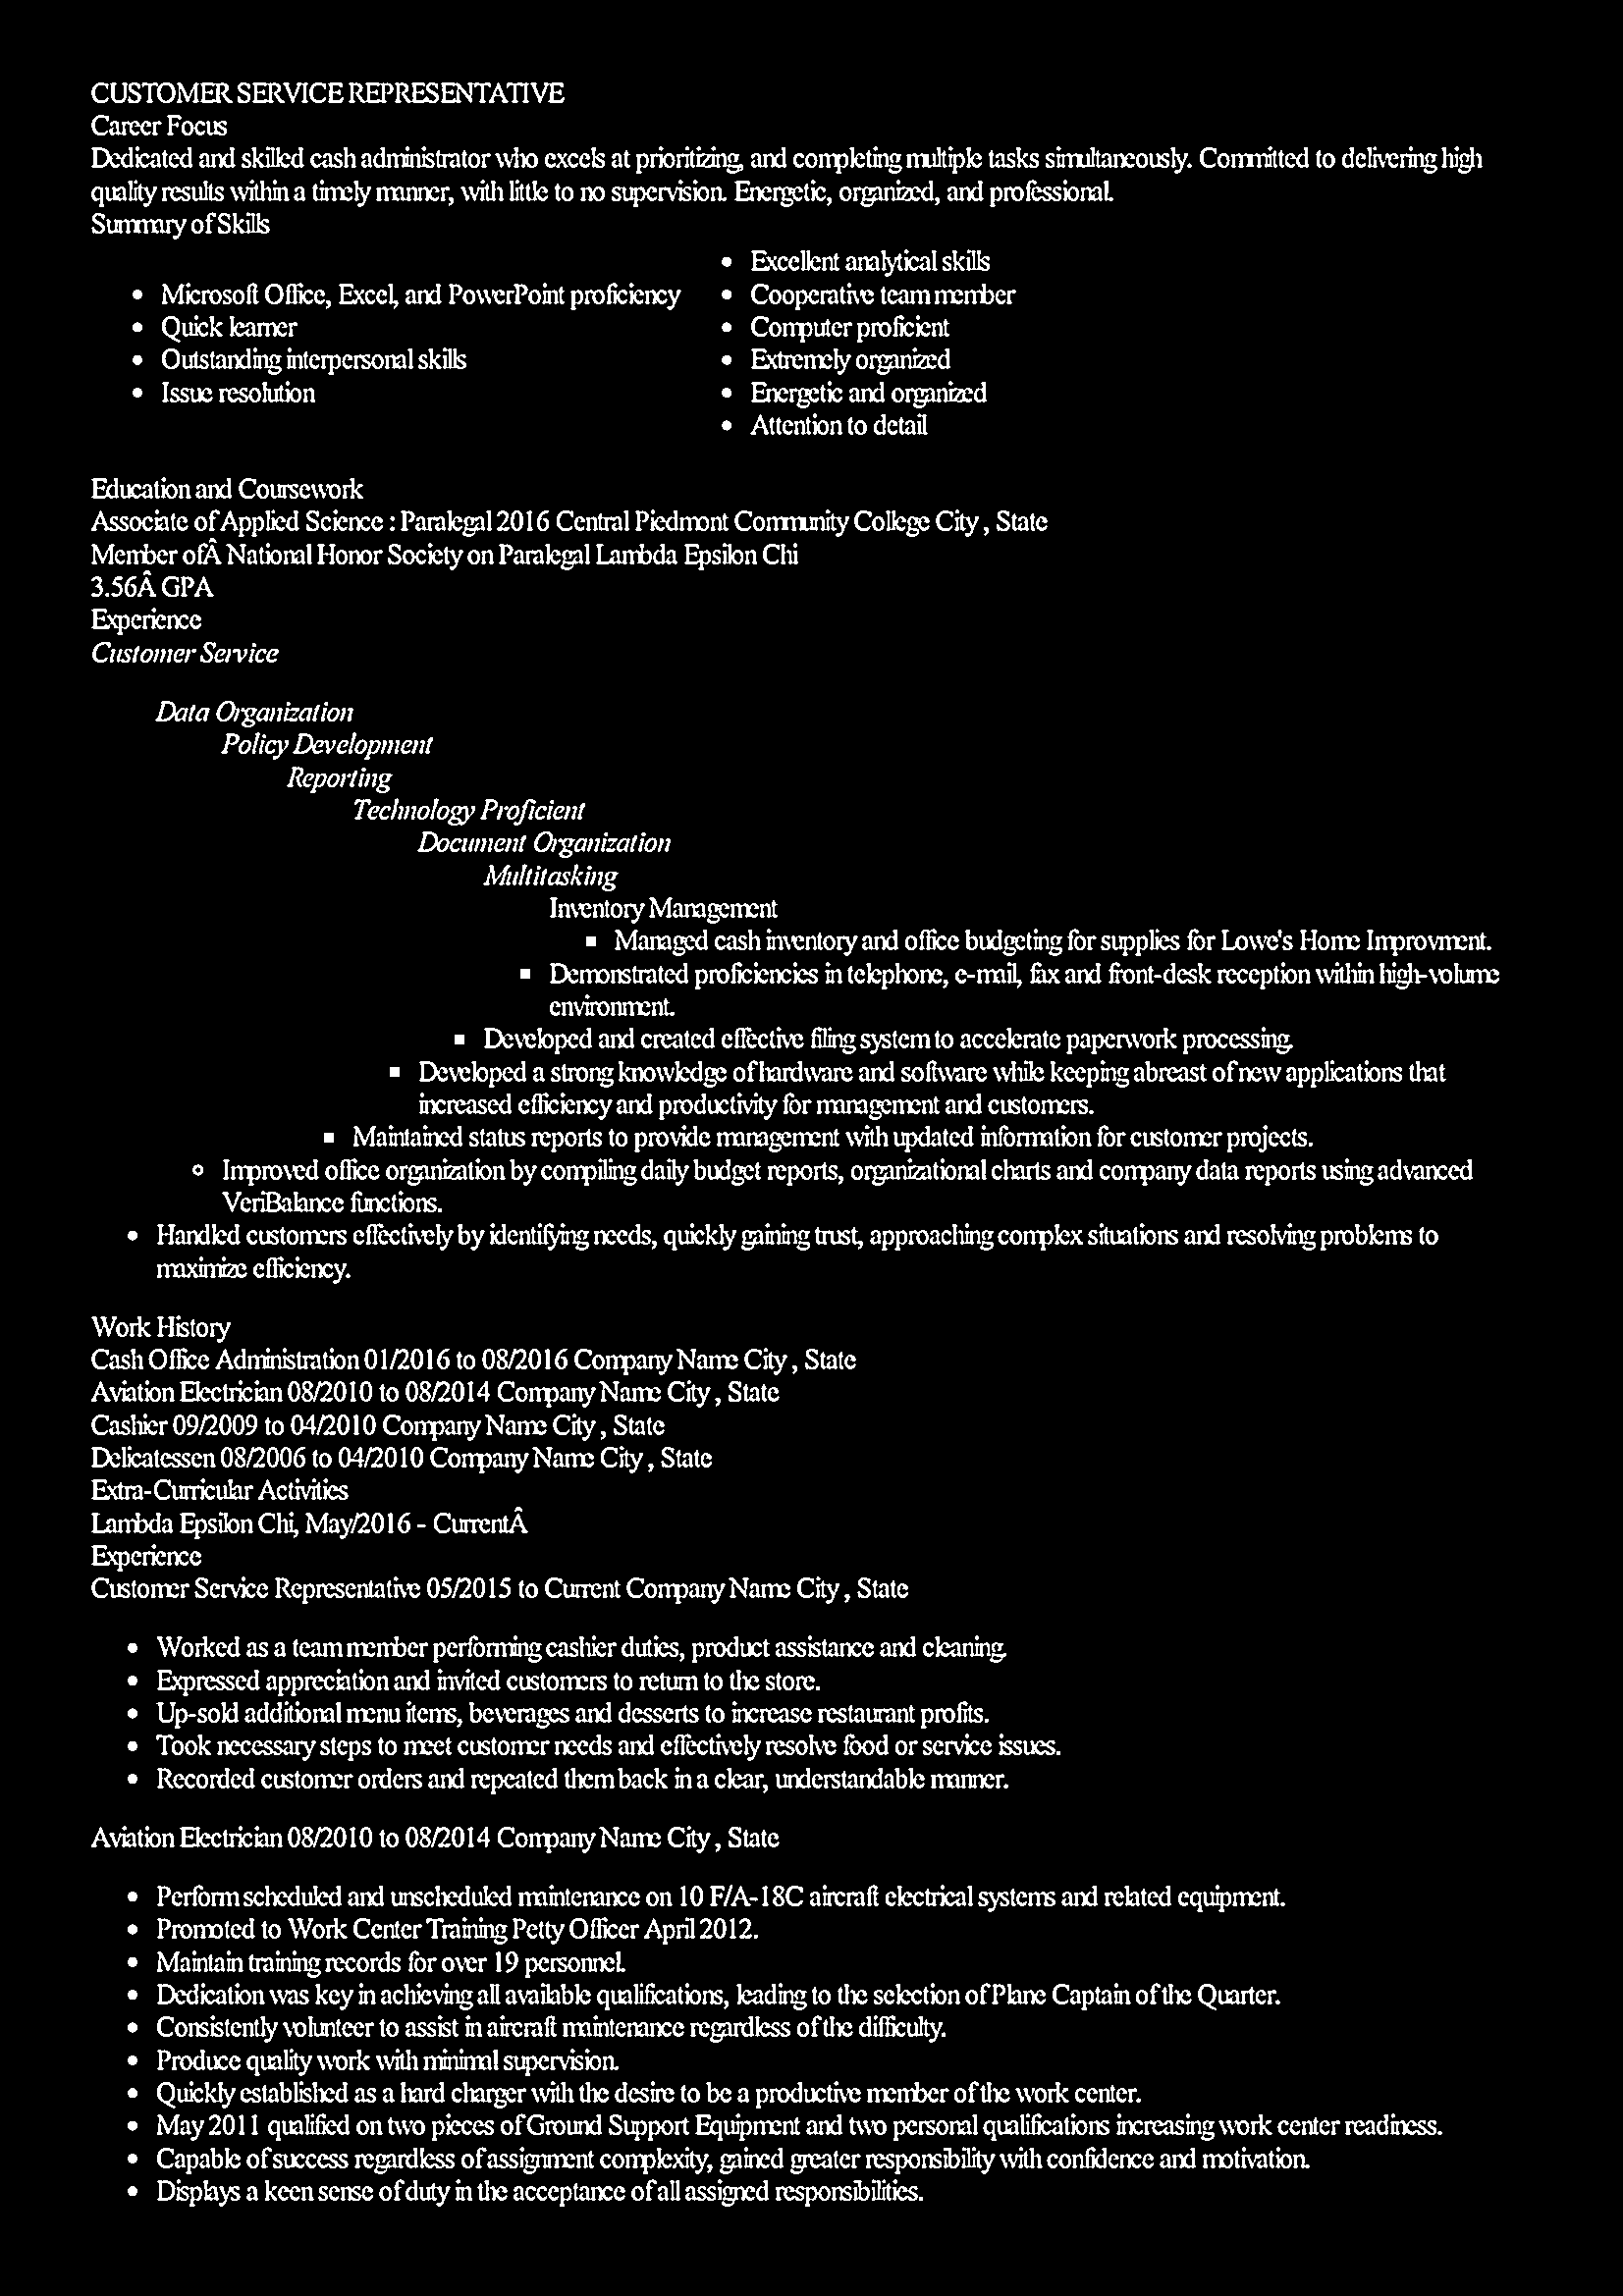 CUSTOMER SERVICE REPRESENTATIVE
Career Focus
Dedicated and skilled cash administrator who excels at prioritizing, and completing multiple tasks simultaneously. Committed to delivering high
quality results within a timely manner, with little to no supervision. Energetic, organized, and professional.
Summary of Skills
Microsoft Office, Excel, and PowerPoint proficiency
Quick learner
Outstanding interpersonal skills
Issue resolution
Excellent analytical skills
Cooperative team member
Computer proficient
Extremely organized
Energetic and organized
Attention to detail
Education and Coursework
Associate of Applied Science : Paralegal 2016 Central Piedmont Community College City , State
Member ofÂ National Honor Society on Paralegal Lambda Epsilon Chi
3.56Â GPA
Experience
Customer Service
Data Organization
Policy Development
Reporting
Technology Proficient
Document Organization
Multitasking
Inventory Management
Managed cash inventory and office budgeting for supplies for Lowe's Home Improvment.
Demonstrated proficiencies in telephone, e-mail, fax and front-desk reception within high-volume
environment.
Developed and created effective filing system to accelerate paperwork processing.
Developed a strong knowledge of hardware and software while keeping abreast of new applications that
increased efficiency and productivity for management and customers.
Maintained status reports to provide management with updated information for customer projects.
Improved office organization by compiling daily budget reports, organizational charts and company data reports using advanced
VeriBalance functions.
Handled customers effectively by identifying needs, quickly gaining trust, approaching complex situations and resolving problems to
maximize efficiency.
Work History
Cash Office Administration 01/2016 to 08/2016 Company Name City , State
Aviation Electrician 08/2010 to 08/2014 Company Name City , State
Cashier 09/2009 to 04/2010 Company Name City , State
Delicatessen 08/2006 to 04/2010 Company Name City , State
Extra-Curricular Activities
Lambda Epsilon Chi, May/2016 - CurrentÂ
Experience
Customer Service Representative 05/2015 to Current Company Name City , State
Worked as a team member performing cashier duties, product assistance and cleaning.
Expressed appreciation and invited customers to return to the store.
Up-sold additional menu items, beverages and desserts to increase restaurant profits.
Took necessary steps to meet customer needs and effectively resolve food or service issues.
Recorded customer orders and repeated them back in a clear, understandable manner.
Aviation Electrician 08/2010 to 08/2014 Company Name City , State
Perform scheduled and unscheduled maintenance on 10 F/A-18C aircraft electrical systems and related equipment.
Promoted to Work Center Training Petty Officer April 2012.
Maintain training records for over 19 personnel.
Dedication was key in achieving all available qualifications, leading to the selection of Plane Captain of the Quarter.
Consistently volunteer to assist in aircraft maintenance regardless of the difficulty.
Produce quality work with minimal supervision.
Quickly established as a hard charger with the desire to be a productive member of the work center.
May 2011 qualified on two pieces of Ground Support Equipment and two personal qualifications increasing work center readiness.
Capable of success regardless of assignment complexity, gained greater responsibility with confidence and motivation.
Displays a keen sense of duty in the acceptance of all assigned responsibilities.